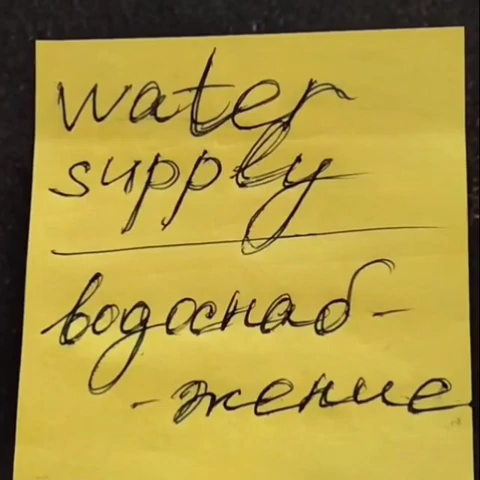 water
supply
водоснаб-
-жение